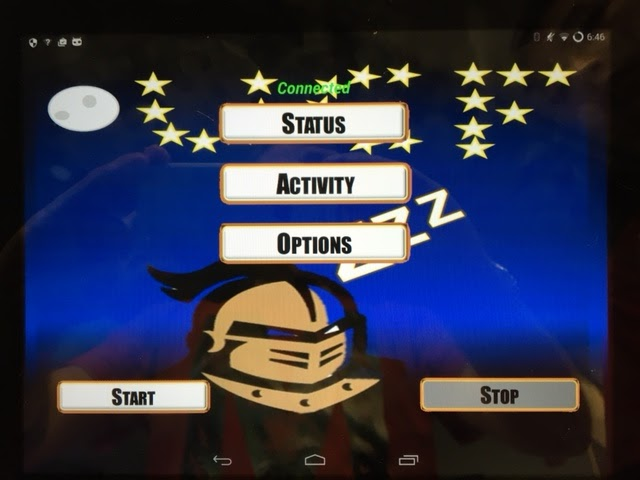 6:46
Connected
STATUS
ACTIVITY
OPTIONS
ZZZ
START
STOP